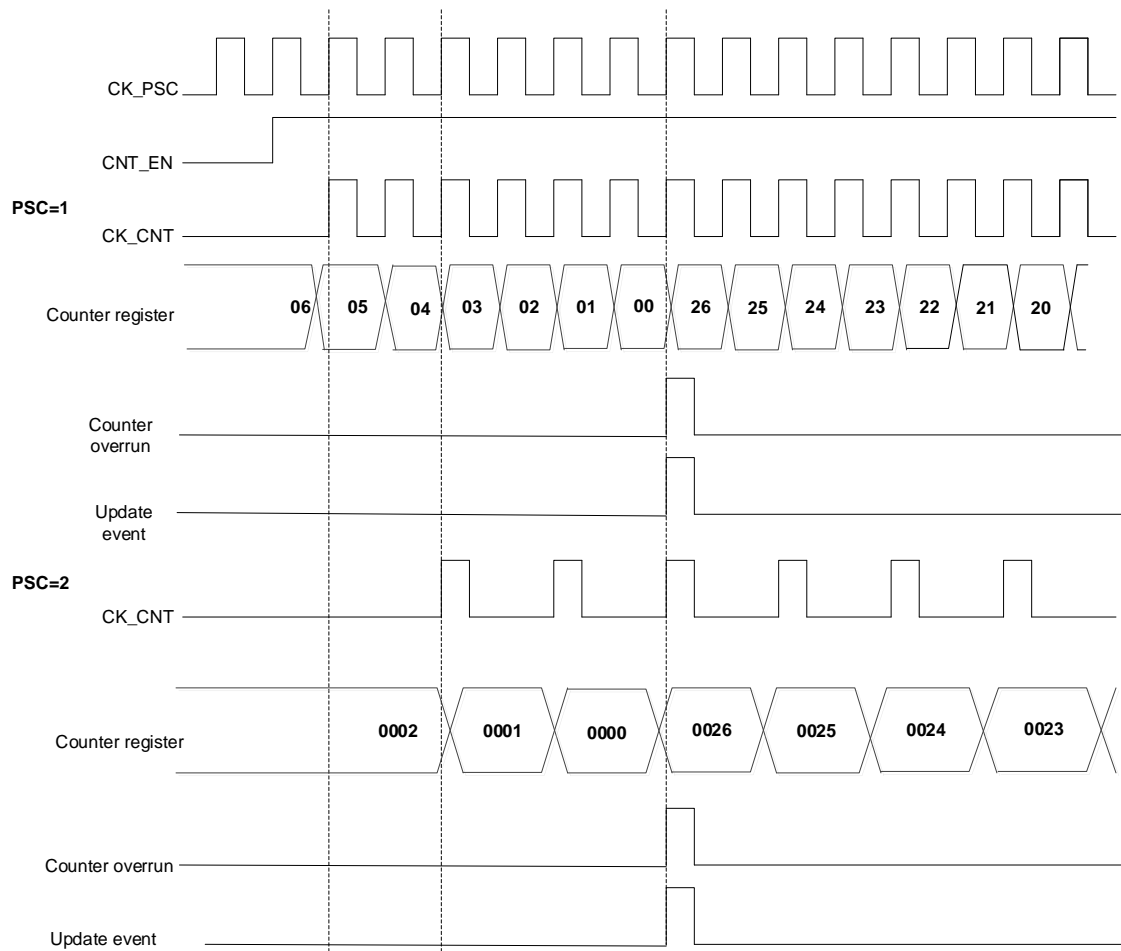 CK_PSC
CNT_EN
PSC=1
CK_CNT
Counter register
06 05 04 03 02 01 00 26 25 24 23 22 21 20
Counter
overrun
Update
event
PSC=2
CK_CNT
Counter register
0002 0001 0000 0026 0025 0024 0023
Counter overrun
Update event